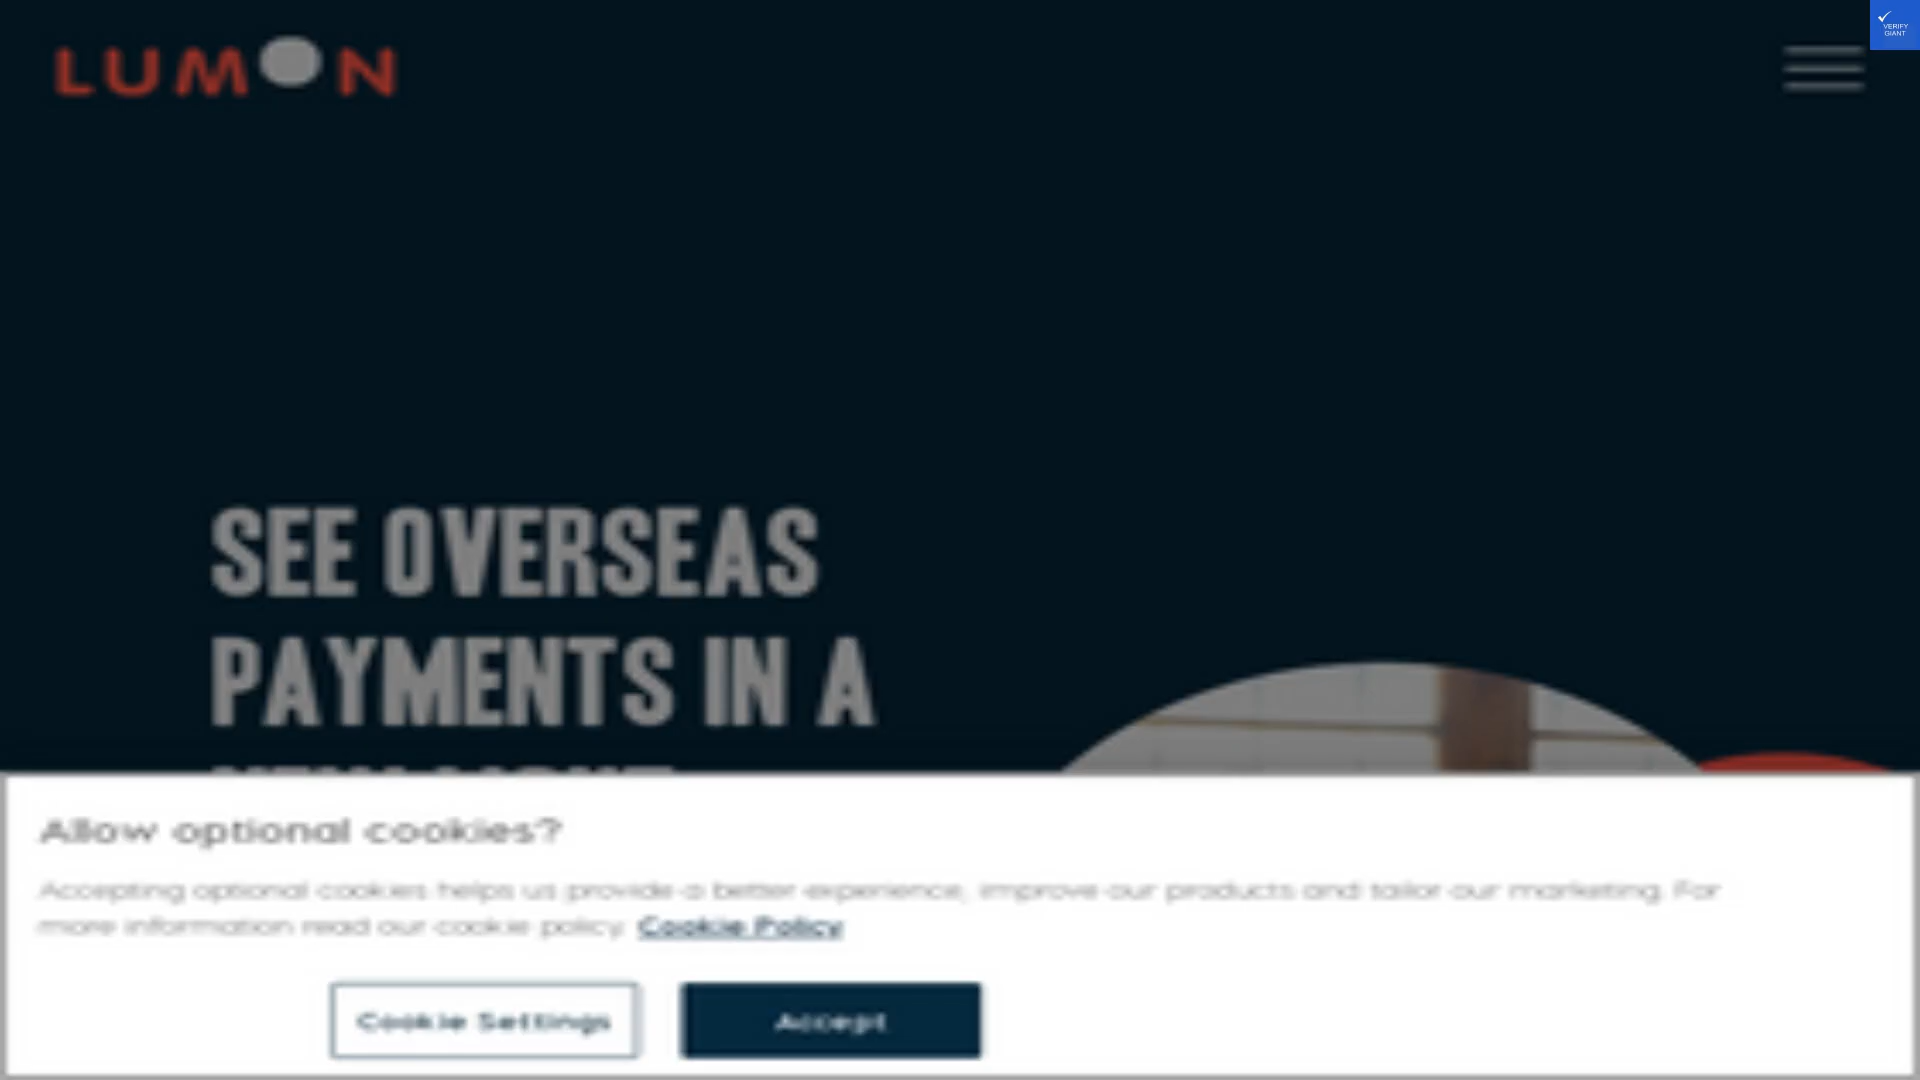 LUMON
VERIFY
GIANT
SEE OVERSEAS
PAYMENTS IN A
Allow optional cookies?
Accepting optional cookies helps us provide a better experience, improve our products and tailor our marketing. For
more information read our cookie policy. Cookie Policy
Cookie Settings
Accept